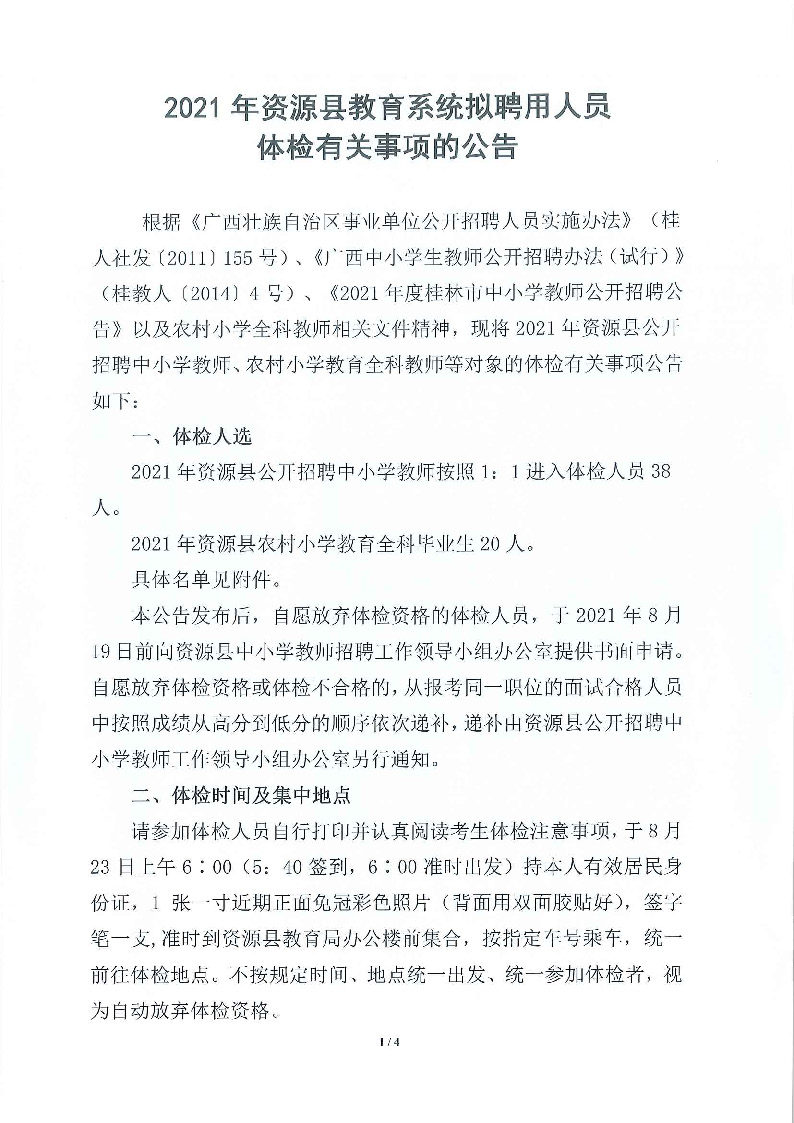 2021 年资源县教育系统拟聘用人员
体检有关事项的公告
根据《广西壮族自治区事业单位公开招聘人员实施办法》（桂
人社发〔2011〕155 号）、《广西中小学生教师公开招聘办法（试行）》
（桂教人〔2014〕4 号）、《2021 年度桂林市中小学教师公开招聘公
告》以及农村小学全科教师相关文件精神，现将 2021 年资源县公开
招聘中小学教师、农村小学教育全科教师等对象的体检有关事项公告
如下：
一、体检人选
2021 年资源县公开招聘中小学教师按照 1：1 进入体检人员 38
人。
2021 年资源县农村小学教育全科毕业生 20 人。
具体名单见附件。
本公告发布后，自愿放弃体检资格的体检人员，于 2021 年 8 月
19 日前向资源县中小学教师招聘工作领导小组办公室提供书面申请。
自愿放弃体检资格或体检不合格的，从报考同一职位的面试合格人员
中按照成绩从高分到低分的顺序依次递补，递补由资源县公开招聘中
小学教师工作领导小组办公室另行通知。
二、体检时间及集中地点
请参加体检人员自行打印并认真阅读考生体检注意事项，于 8 月
23 日上午 6：00（5：40 签到，6：00 准时出发）持本人有效居民身
份证，1 张一寸近期正面免冠彩色照片（背面用双面胶贴好），签字
笔一支,准时到资源县教育局办公楼前集合，按指定车号乘车，统一
前往体检地点。不按规定时间、地点统一出发、统一参加体检者，视
为自动放弃体检资格。
1 / 4